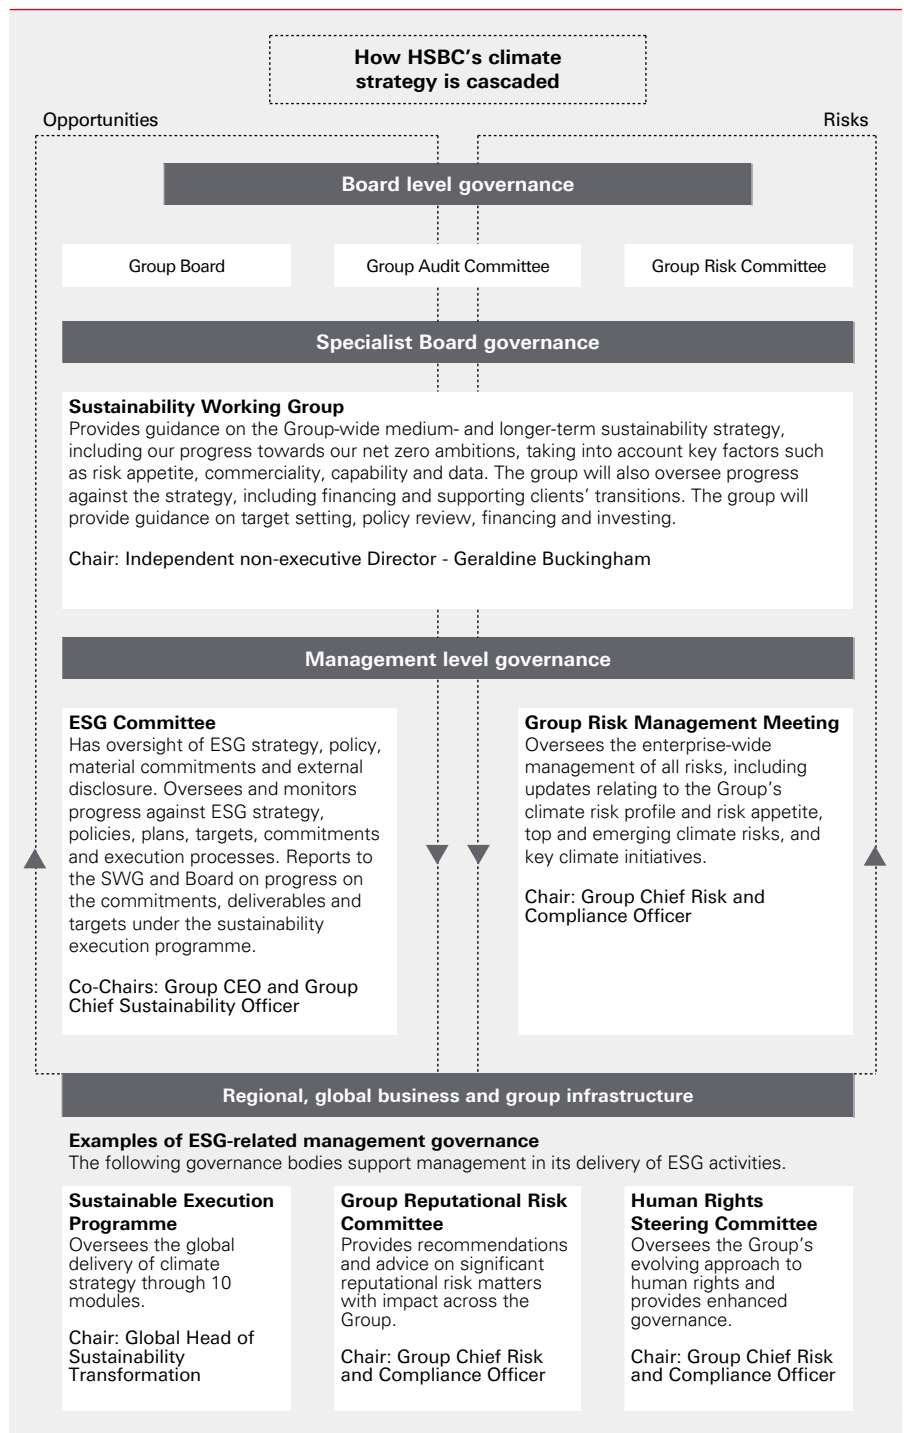 How HSBC’s climate
strategy is cascaded
Opportunities
Risks
Board level governance
Group Board
Group Audit Committee
Group Risk Committee
Specialist Board governance
Sustainability Working Group
Provides guidance on the Group-wide medium- and longer-term sustainability strategy,
including our progress towards our net zero ambitions, taking into account key factors such
as risk appetite, commerciality, capability and data. The group will also oversee progress
against the strategy, including financing and supporting clients’ transitions. The group will
provide guidance on target setting, policy review, financing and investing.
Chair: Independent non-executive Director - Geraldine Buckingham
Management level governance
ESG Committee
Has oversight of ESG strategy, policy,
material commitments and external
disclosure. Oversees and monitors
progress against ESG strategy,
policies, plans, targets, commitments
and execution processes. Reports to
the SWG and Board on progress on
the commitments, deliverables and
targets under the sustainability
execution programme.
Co-Chairs: Group CEO and Group
Chief Sustainability Officer
Group Risk Management Meeting
Oversees the enterprise-wide
management of all risks, including
updates relating to the Group’s
climate risk profile and risk appetite,
top and emerging climate risks, and
key climate initiatives.
Chair: Group Chief Risk and
Compliance Officer
Regional, global business and group infrastructure
Examples of ESG-related management governance
The following governance bodies support management in its delivery of ESG activities.
Sustainable Execution
Programme
Oversees the global
delivery of climate
strategy through 10
modules.
Chair: Global Head of
Sustainability
Transformation
Group Reputational Risk
Committee
Provides recommendations
and advice on significant
reputational risk matters
with impact across the
Group.
Chair: Group Chief Risk
and Compliance Officer
Human Rights
Steering Committee
Oversees the Group’s
evolving approach to
human rights and
provides enhanced
governance.
Chair: Group Chief Risk
and Compliance Officer